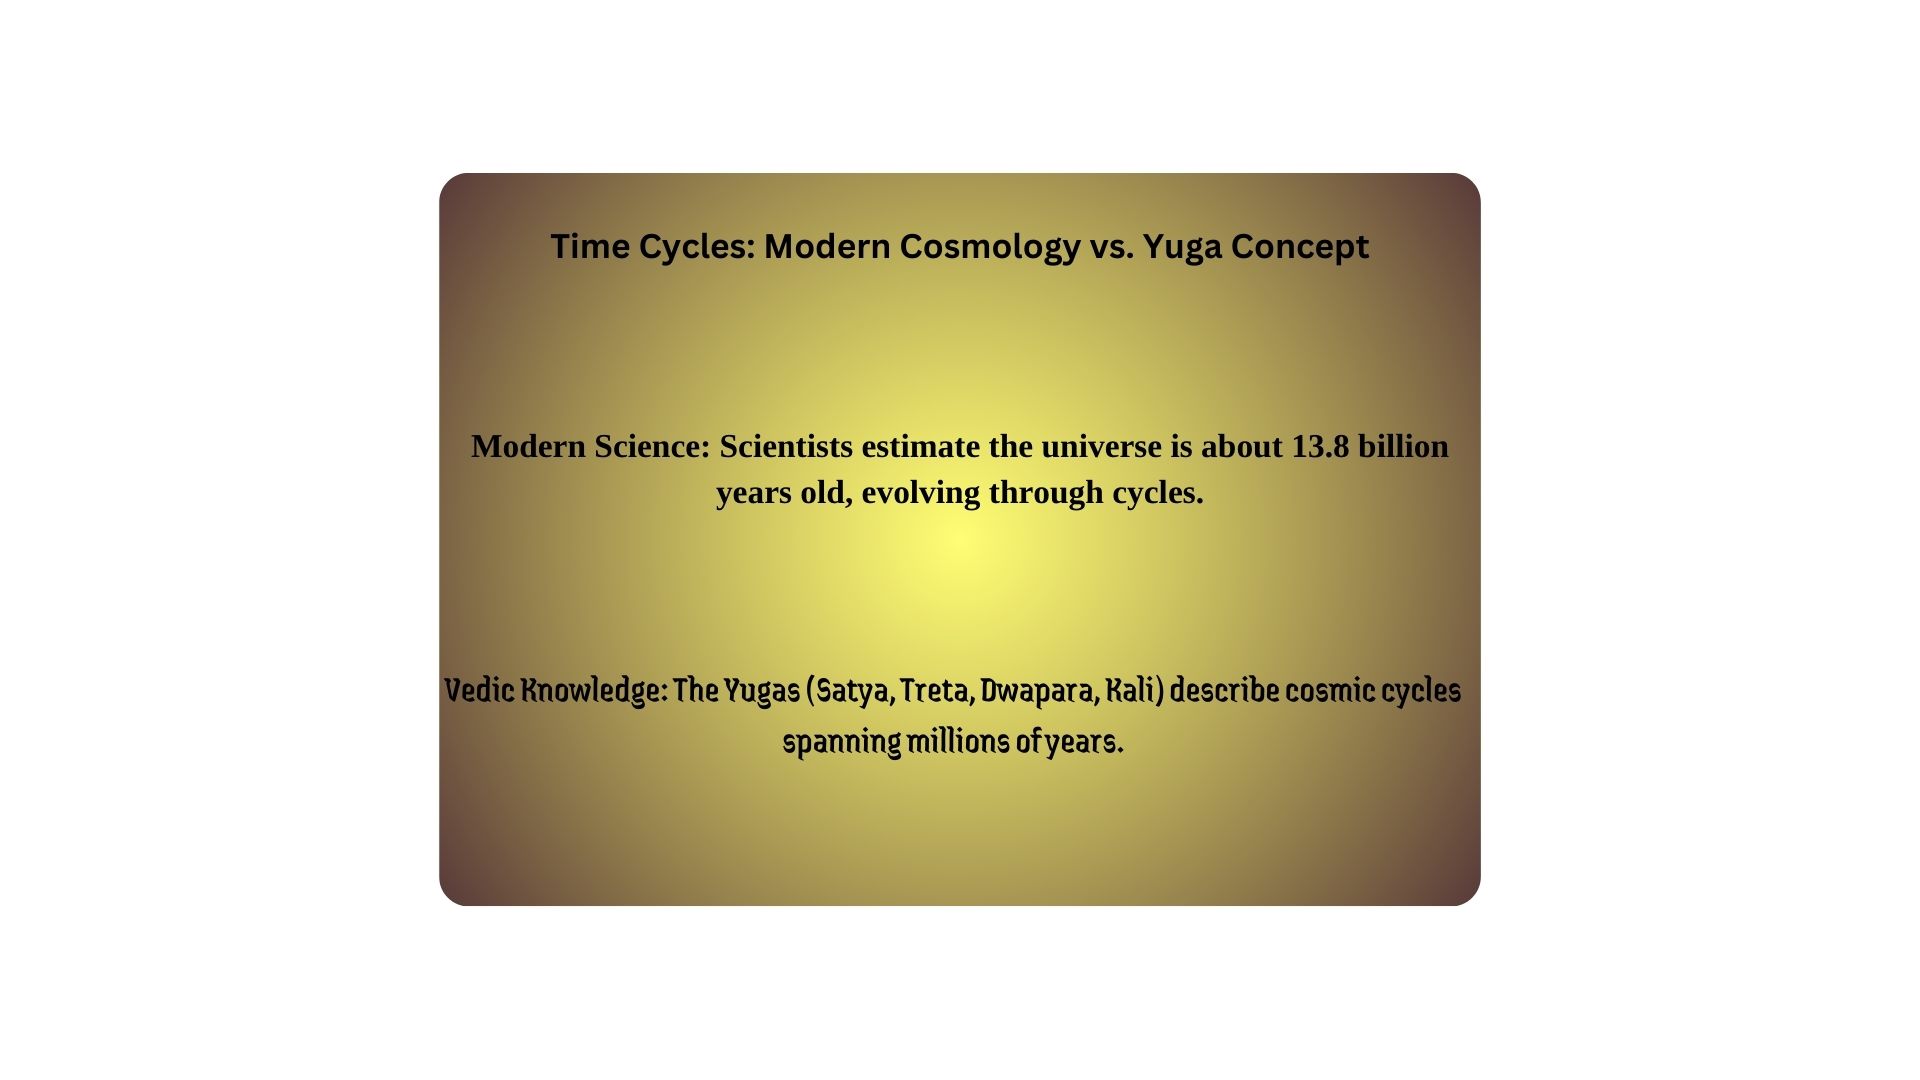 Time Cycles: Modern Cosmology vs. Yuga Concept
Modern Science: Scientists estimate the universe is about 13.8 billion
years old, evolving through cycles.
Vedic Knowledge: The Yugas (Satya, Treta, Dwapara, Kali) describe cosmic cycles
spanning millions of years.